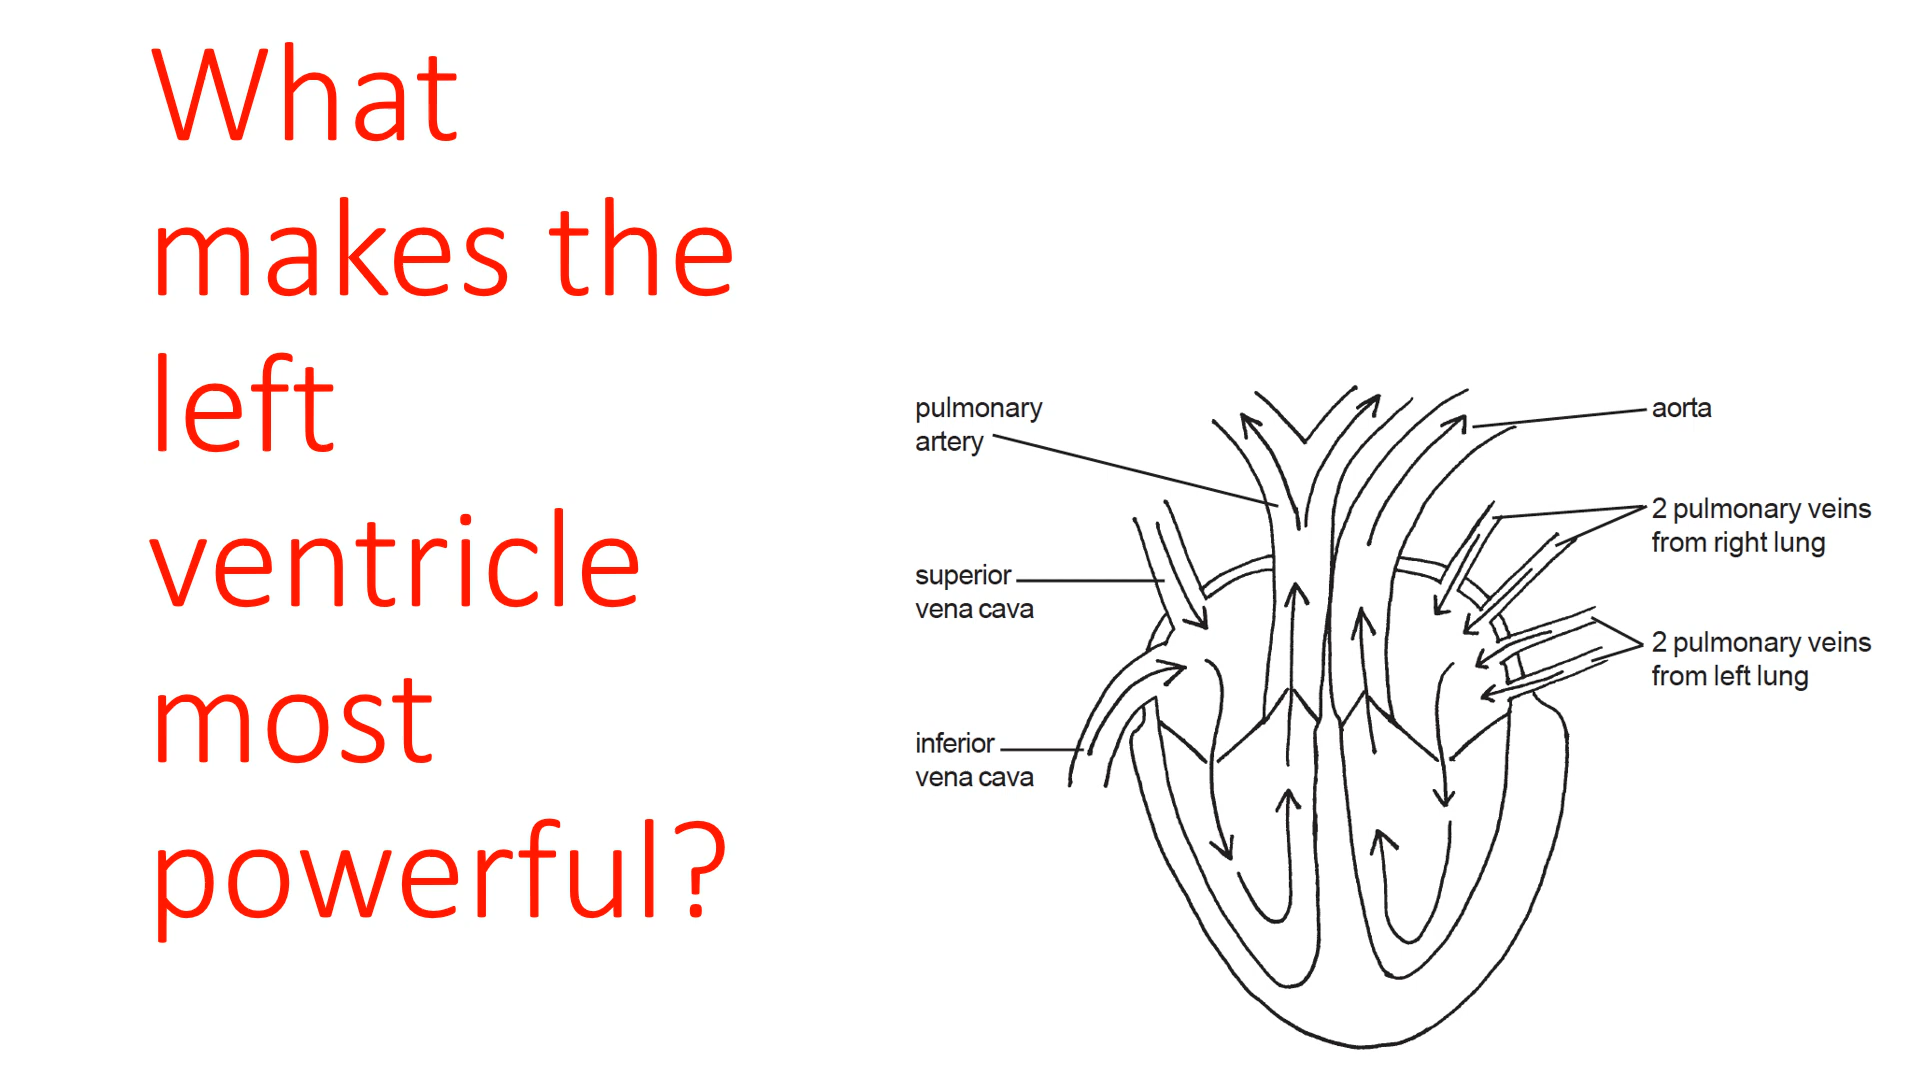 What
makes the
left
ventricle
most
powerful?
pulmonary
artery
superior
vena cava
inferior
vena cava
aorta
2 pulmonary veins
from right lung
2 pulmonary veins
from left lung